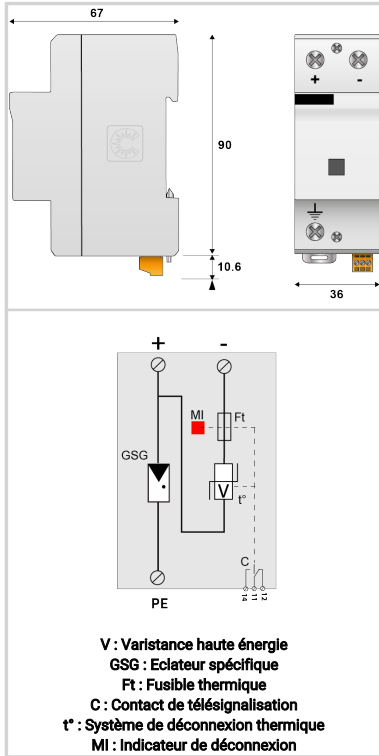 67
+ -
90
10.6
36
+ -
MI
Ft
GSG
V
t°
C
14 11 12
PE
V : Varistance haute énergie
GSG : Eclateur spécifique
Ft : Fusible thermique
C : Contact de télésignalisation
t° : Système de déconnexion thermique
MI : Indicateur de déconnexion